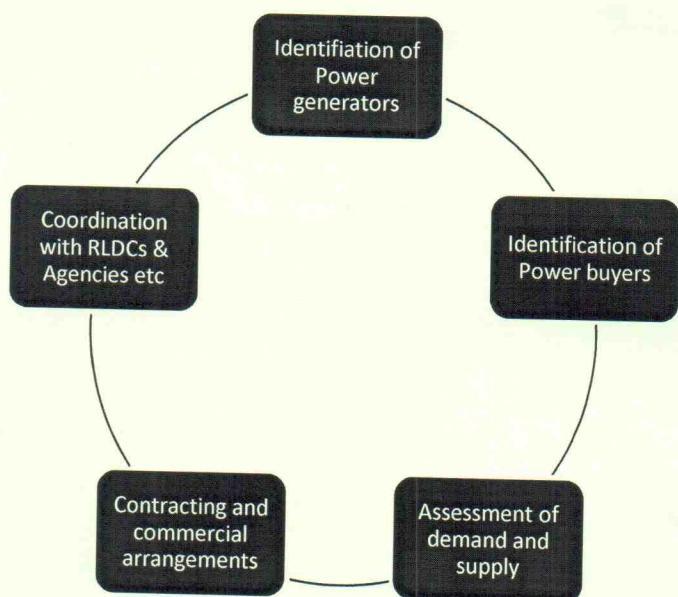 Identifiation of
Power
generators
Identification of
Power buyers
Assessment of
demand and
supply
Contracting and
commercial
arrangements
Coordination
with RLDCs &
Agencies etc